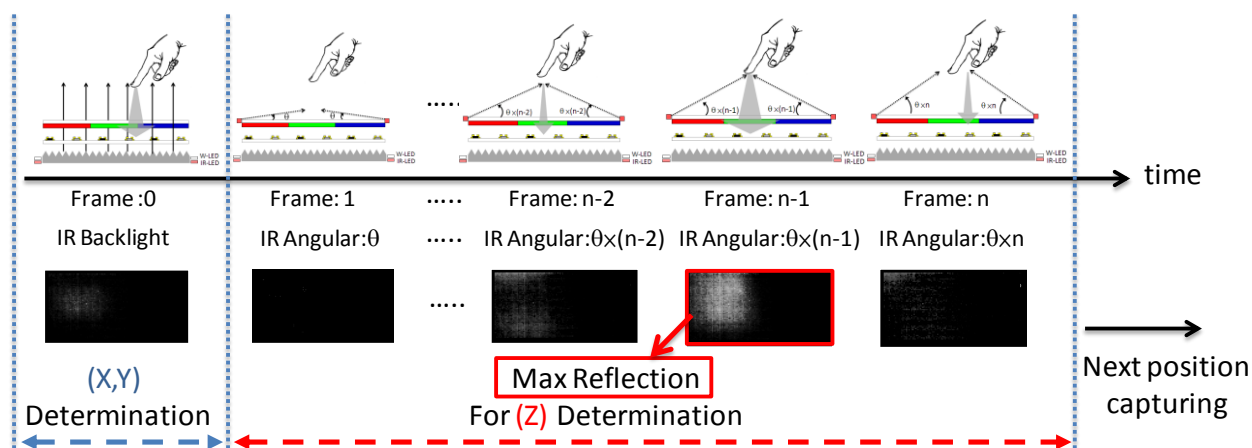 θ×(n-2) θ×(n-2)
θ×(n-1) θ×(n-1)
θ×n θ×n
θ θ
.....
W-LED
IR-LED
W-LED
IR-LED
W-LED
IR-LED
W-LED
IR-LED
W-LED
IR-LED
time
Frame :0 Frame: 1 ..... Frame: n-2 Frame: n-1 Frame: n
IR Backlight IR Angular:θ ..... IR Angular:θ×(n-2) IR Angular:θ×(n-1) IR Angular:θ×n
.....
Max Reflection
(X,Y)
Determination
For (Z) Determination
Next position
capturing